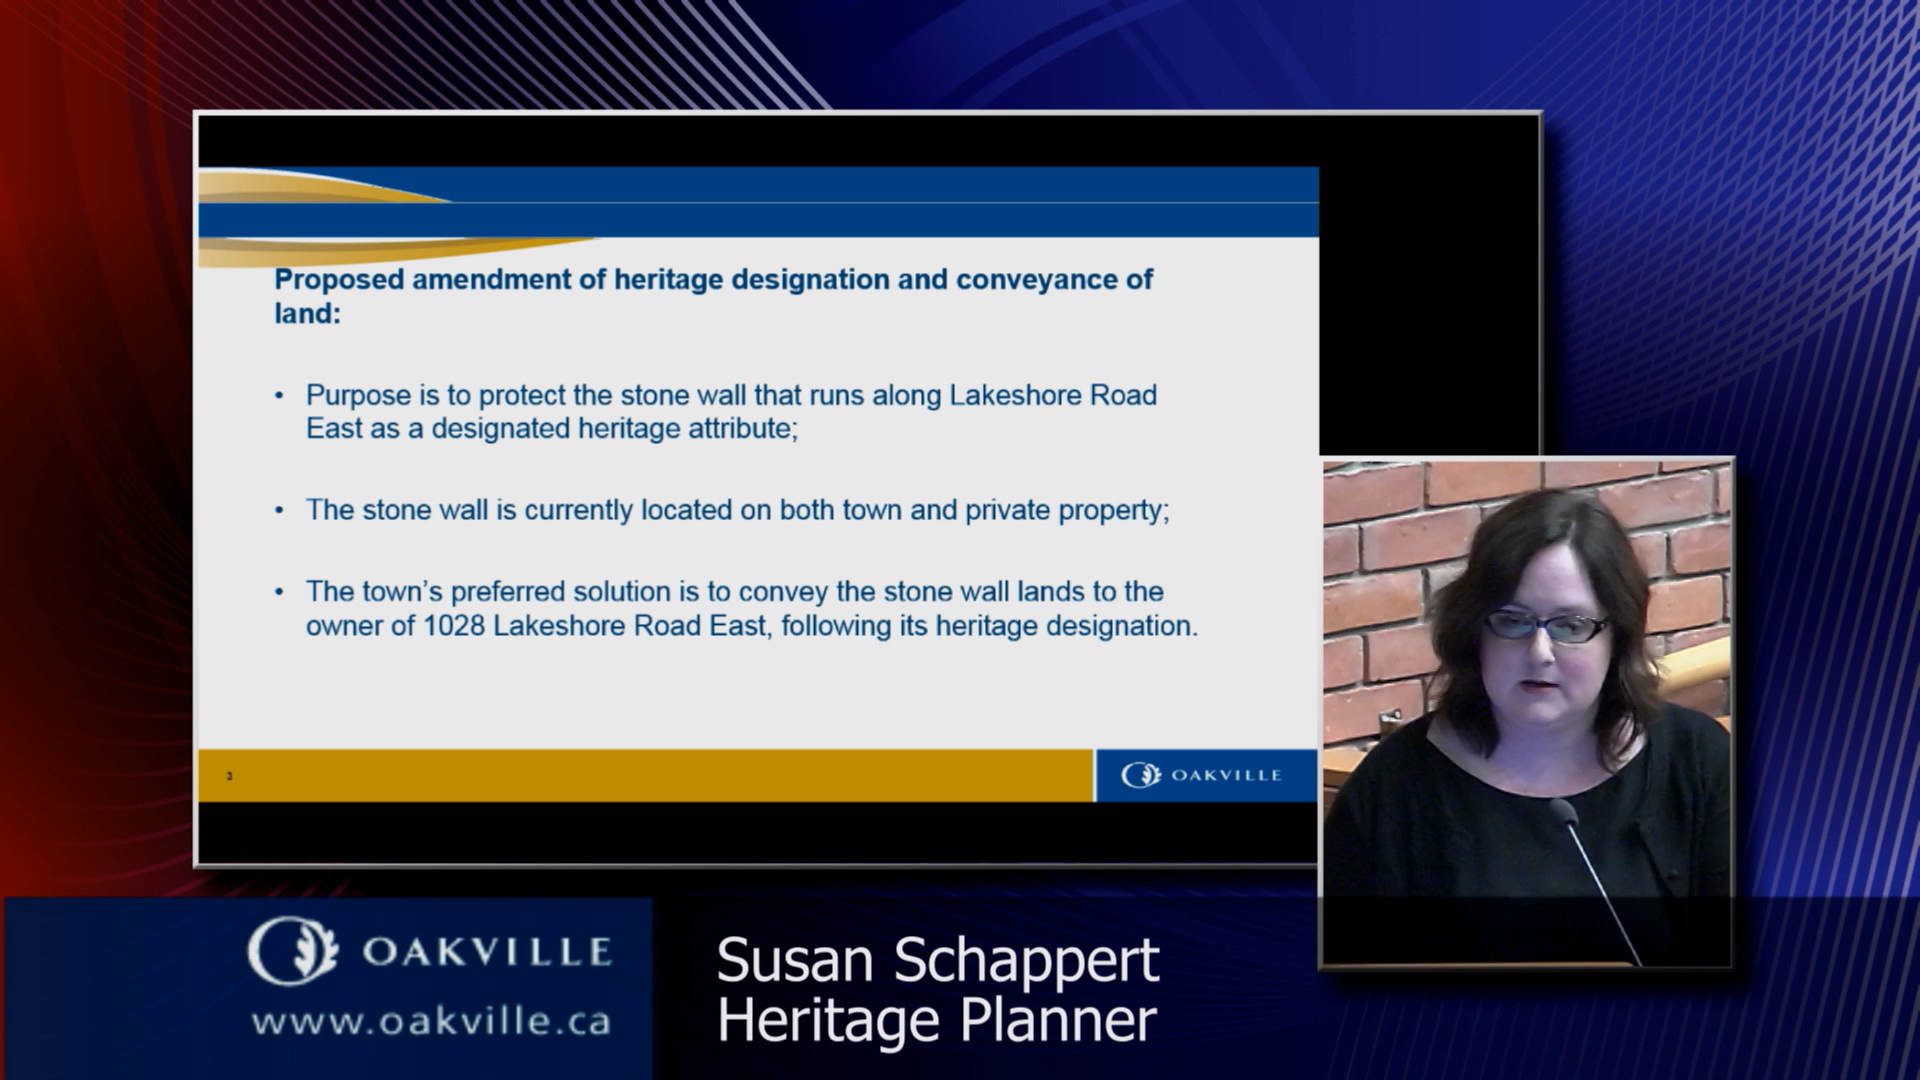 Proposed amendment of heritage designation and conveyance of
land:
• Purpose is to protect the stone wall that runs along Lakeshore Road
East as a designated heritage attribute;
• The stone wall is currently located on both town and private property;
• The town’s preferred solution is to convey the stone wall lands to the
owner of 1028 Lakeshore Road East, following its heritage designation.
3
OAKVILLE
OAKVILLE
www.oakville.ca
Susan Schappert
Heritage Planner